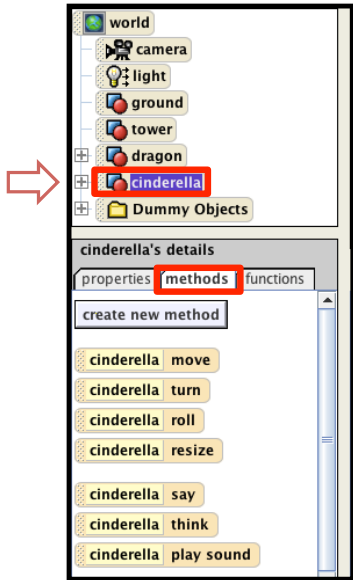 world
camera
light
ground
tower
dragon
cinderella
Dummy Objects
cinderella's details
properties methods functions
create new method
cinderella move
cinderella turn
cinderella roll
cinderella resize
cinderella say
cinderella think
cinderella play sound